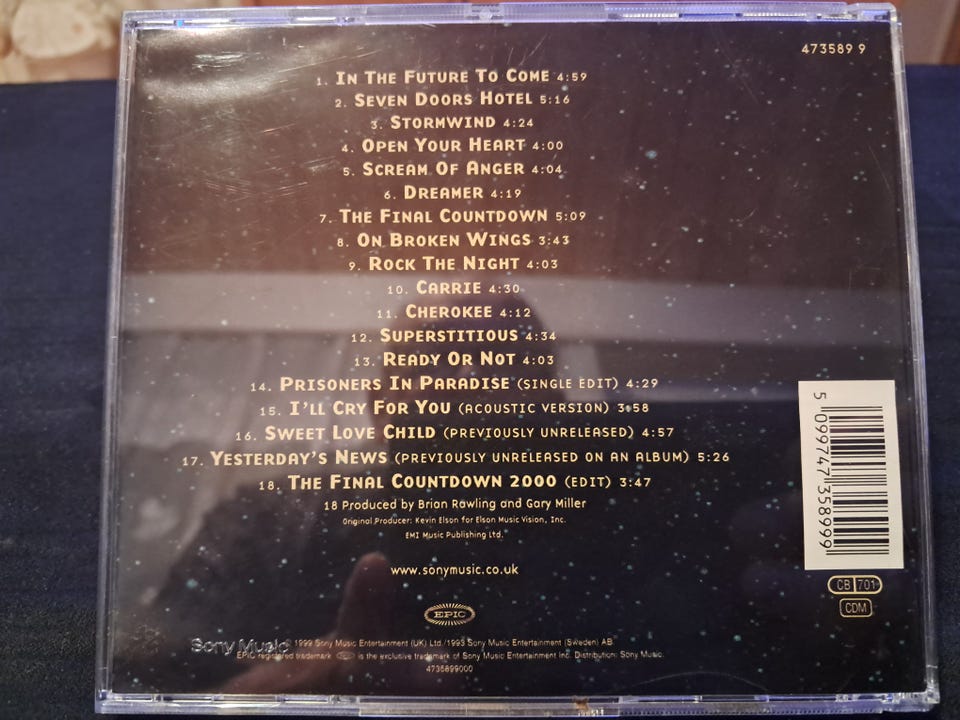 473589 9
1. In The Future To Come 4:59
2. Seven Doors Hotel 5:16
3. Stormwind 4:24
4. Open Your Heart 4:00
5. Scream Of Anger 4:04
6. Dreamer 4:19
7. The Final Countdown 5:09
8. On Broken Wings 3:43
9. Rock The Night 4:03
10. Carrie 4:30
11. Cherokee 4:12
12. Superstitious 4:34
13. Ready Or Not 4:03
14. Prisoners In Paradise (single edit) 4:29
15. I'll Cry For You (acoustic version) 3:58
16. Sweet Love Child (previously unreleased) 4:57
17. Yesterday's News (previously unreleased on an album) 5:26
18. The Final Countdown 2000 (edit) 3:47
18 Produced by Brian Rawling and Gary Miller
Original Producer: Kevin Elson for Elson Music Vision, Inc.
EMI Music Publishing Ltd.
www.sonymusic.co.uk
5 099747 358999
CB 701
CDM
EPIC
Sony Music
1999 Sony Music Entertainment (UK) Ltd./1993 Sony Music Entertainment (Sweden) AB
EPIC registered trademark EPIC is the exclusive trademark of Sony Music Entertainment Inc. Distribution: Sony Music.
4735899000